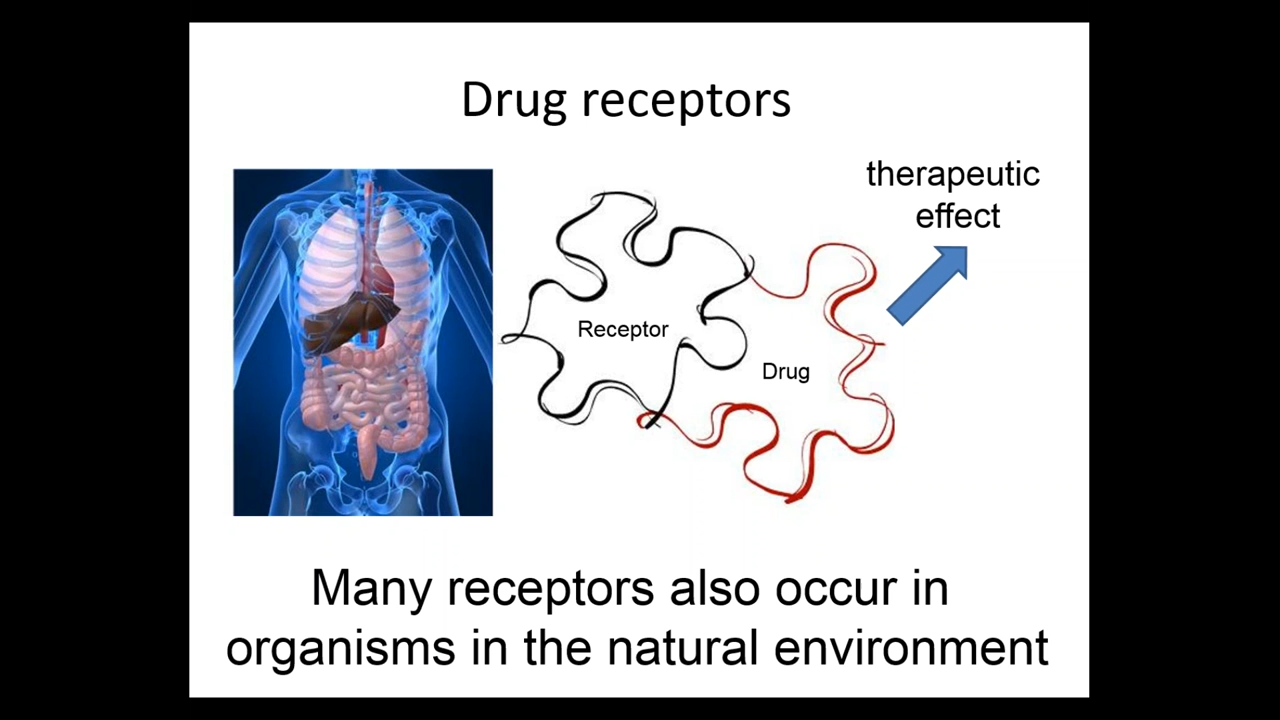 Drug receptors
therapeutic
effect
Receptor
Drug
Many receptors also occur in
organisms in the natural environment